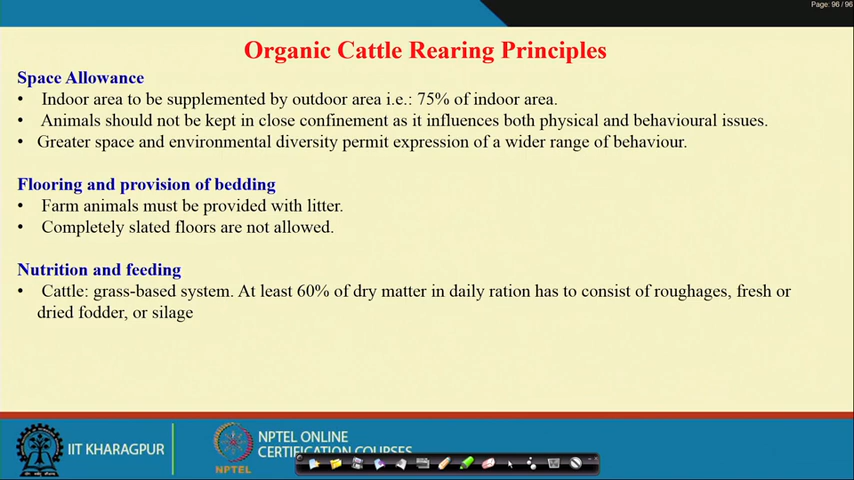 Page: 96 / 96
Organic Cattle Rearing Principles
Space Allowance
• Indoor area to be supplemented by outdoor area i.e.: 75% of indoor area.
• Animals should not be kept in close confinement as it influences both physical and behavioural issues.
• Greater space and environmental diversity permit expression of a wider range of behaviour.
Flooring and provision of bedding
• Farm animals must be provided with litter.
• Completely slated floors are not allowed.
Nutrition and feeding
• Cattle: grass-based system. At least 60% of dry matter in daily ration has to consist of roughages, fresh or
dried fodder, or silage
IIT KHARAGPUR
NPTEL
NPTEL ONLINE
CERTIFICATION COURSES